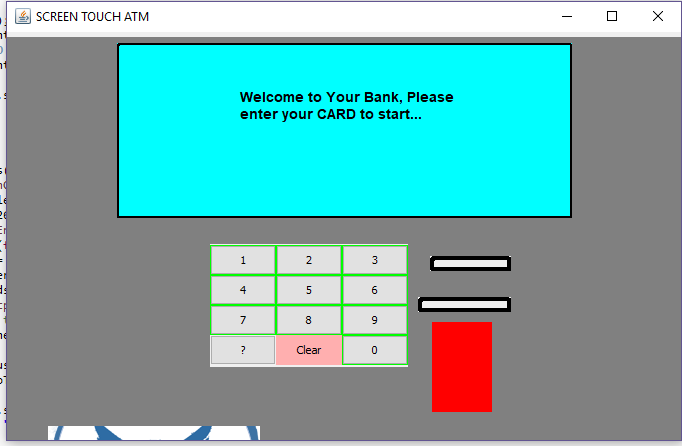 SCREEN TOUCH ATM
Welcome to Your Bank, Please
enter your CARD to start...
1 2 3
4 5 6
7 8 9
? Clear 0